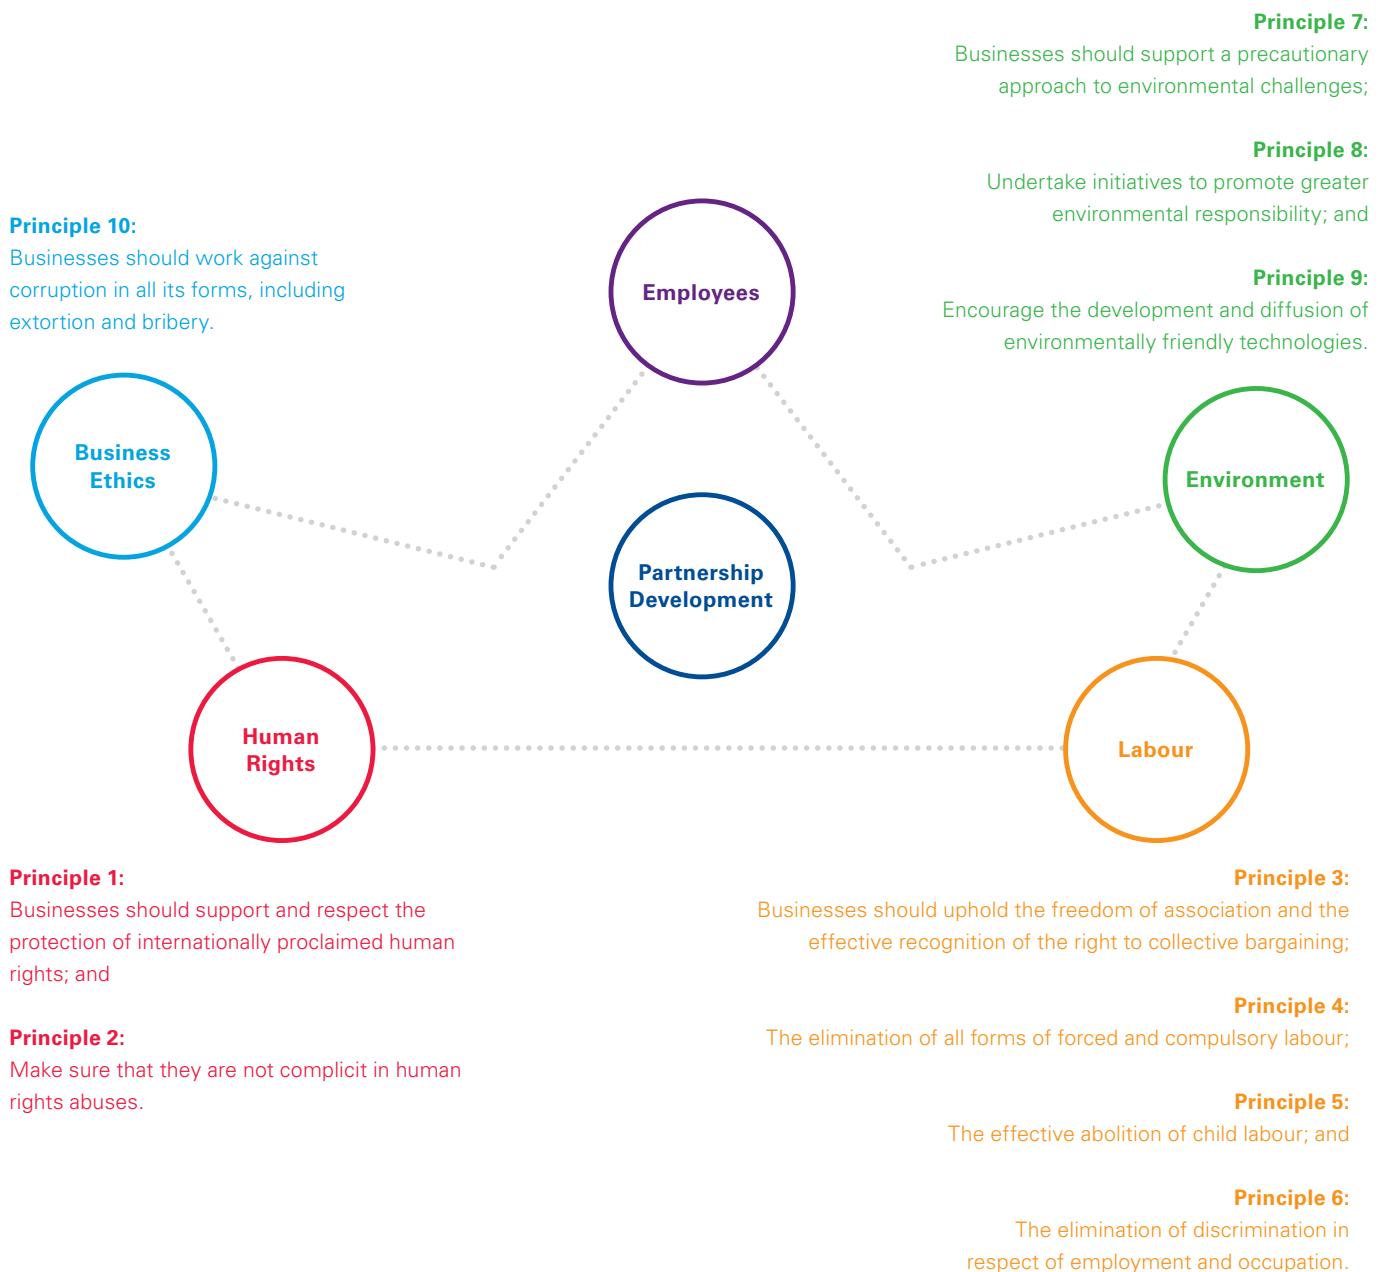 Principle 7:
Businesses should support a precautionary
approach to environmental challenges;
Principle 8:
Undertake initiatives to promote greater
environmental responsibility; and
Principle 9:
Encourage the development and diffusion of
environmentally friendly technologies.
Principle 10:
Businesses should work against
corruption in all its forms, including
extortion and bribery.
Employees
Business
Ethics
Environment
Partnership
Development
Human
Rights
Labour
Principle 1:
Businesses should support and respect the
protection of internationally proclaimed human
rights; and
Principle 2:
Make sure that they are not complicit in human
rights abuses.
Principle 3:
Businesses should uphold the freedom of association and the
effective recognition of the right to collective bargaining;
Principle 4:
The elimination of all forms of forced and compulsory labour;
Principle 5:
The effective abolition of child labour; and
Principle 6:
The elimination of discrimination in
respect of employment and occupation.